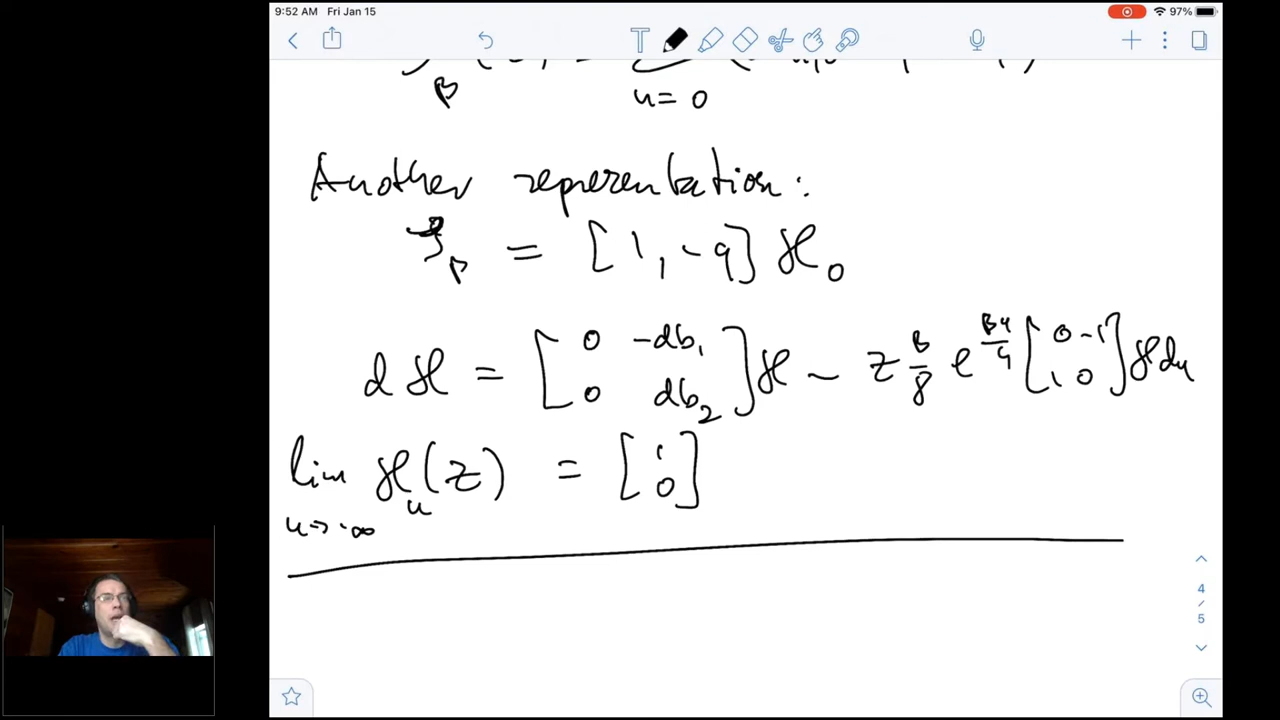 9:52 AM Fri Jan 15
97%
β
u = 0
Another representation:
ζ_β = [1, -q] ℋ_0
dℋ = [0 -db_1; 0 db_2] ℋ - z β/8 e^{βu/4} [0 -1; 1 0] ℋ du
lim_{u→-∞} ℋ_u(z) = [1; 0]
4
/
5